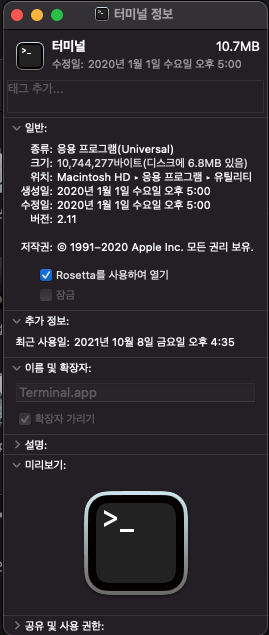 터미널 정보
터미널 10.7MB
수정일: 2020년 1월 1일 수요일 오후 5:00
태그 추가...
일반:
종류: 응용 프로그램(Universal)
크기: 10,744,277바이트(디스크에 6.8MB 있음)
위치: Macintosh HD ▸ 응용 프로그램 ▸ 유틸리티
생성일: 2020년 1월 1일 수요일 오후 5:00
수정일: 2020년 1월 1일 수요일 오후 5:00
버전: 2.11
저작권: © 1991–2020 Apple Inc. 모든 권리 보유.
Rosetta를 사용하여 열기
잠금
추가 정보:
최근 사용일: 2021년 10월 8일 금요일 오후 4:35
이름 및 확장자:
Terminal.app
확장자 가리기
설명:
미리보기:
>_
공유 및 사용 권한: